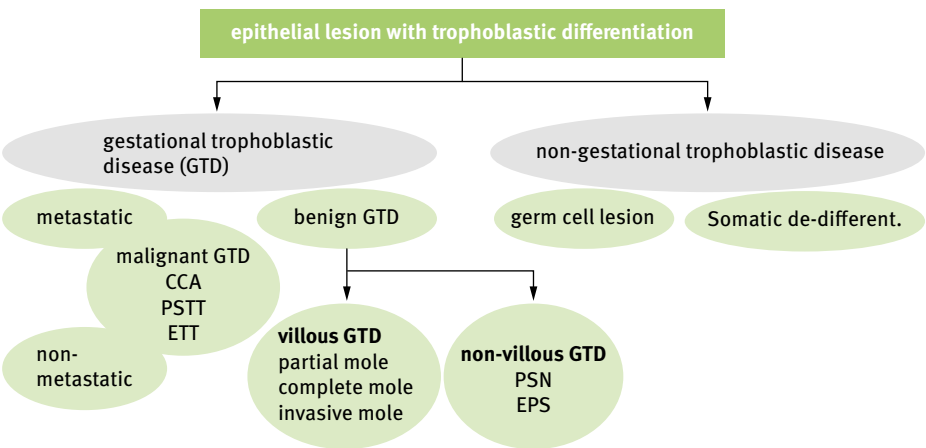 epithelial lesion with trophoblastic differentiation
gestational trophoblastic
disease (GTD)
non-gestational trophoblastic disease
metastatic
benign GTD
germ cell lesion
Somatic de-different.
malignant GTD
CCA
PSTT
ETT
non-
metastatic
villous GTD
partial mole
complete mole
invasive mole
non-villous GTD
PSN
EPS